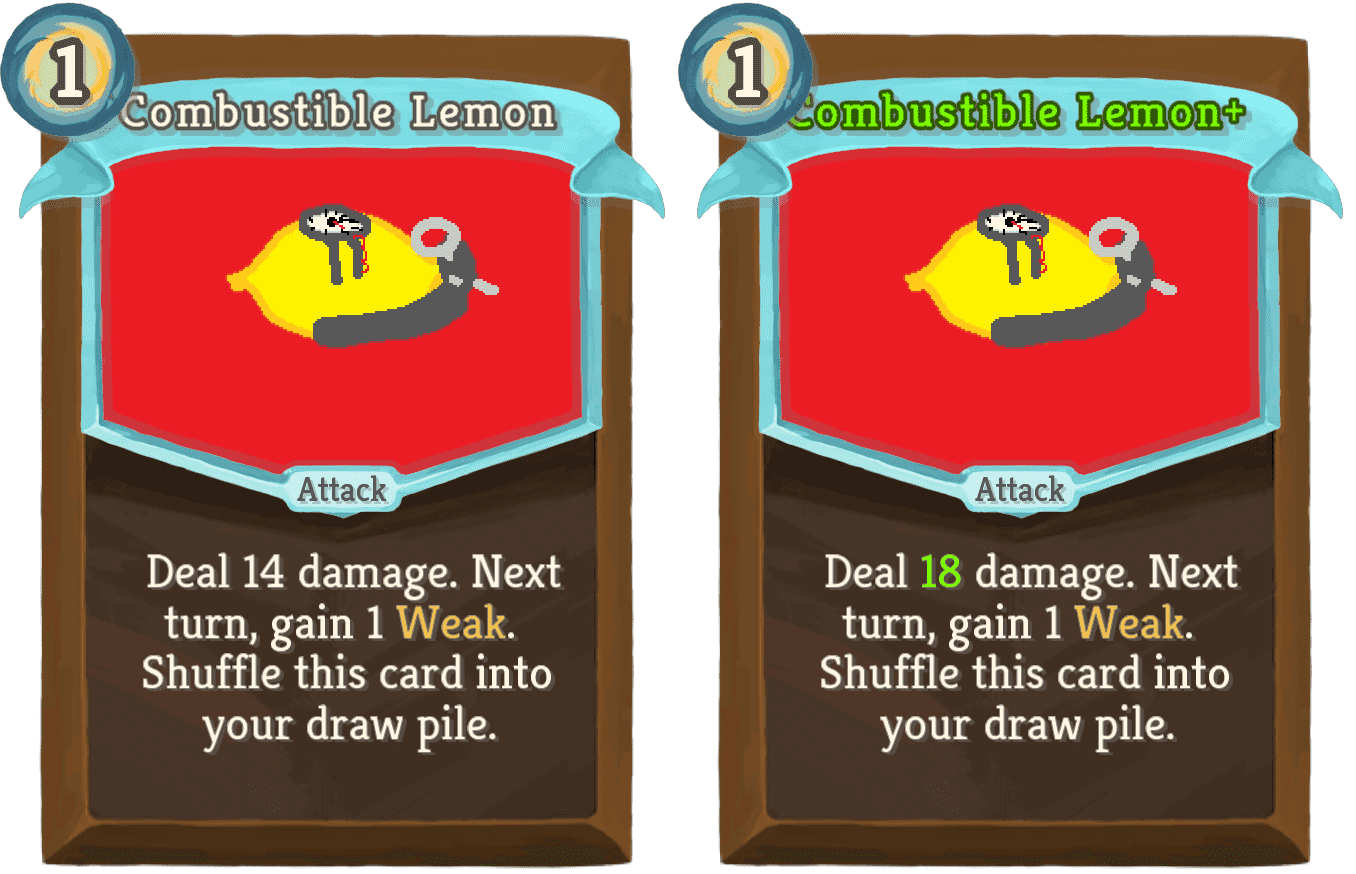 1
Combustible Lemon
Attack
Deal 14 damage. Next
turn, gain 1 Weak.
Shuffle this card into
your draw pile.
1
Combustible Lemon+
Attack
Deal 18 damage. Next
turn, gain 1 Weak.
Shuffle this card into
your draw pile.